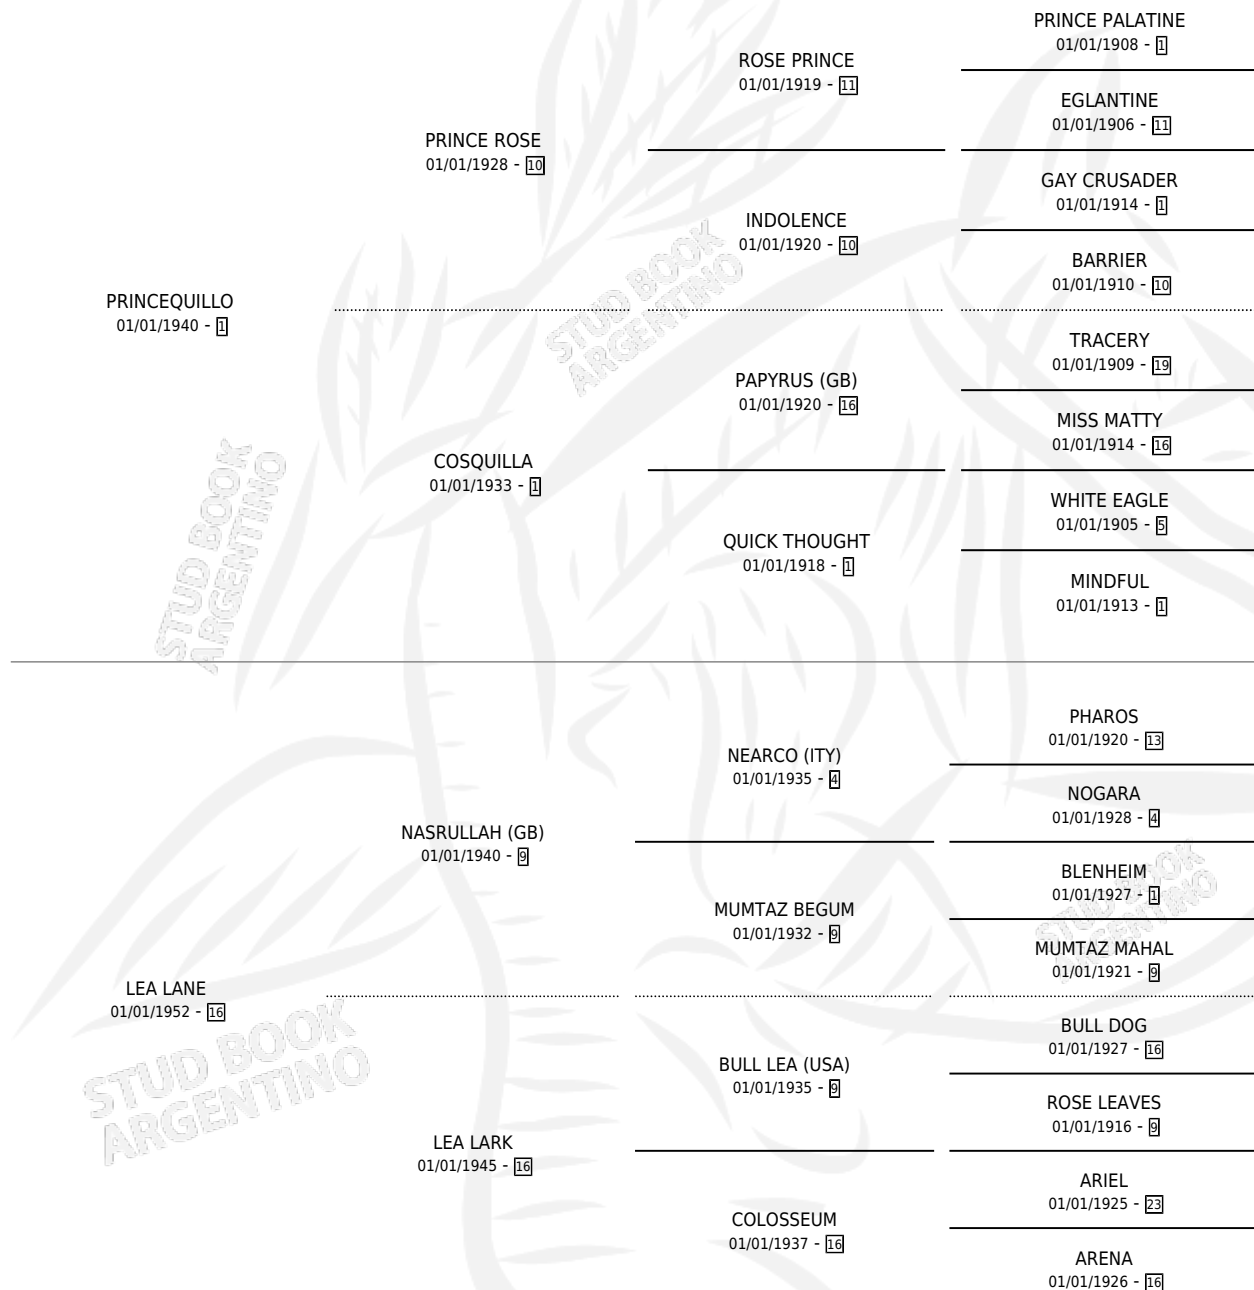 PRINCE PALATINE
01/01/1908 - 1
ROSE PRINCE
01/01/1919 - 11
EGLANTINE
01/01/1906 - 11
PRINCE ROSE
01/01/1928 - 10
GAY CRUSADER
01/01/1914 - 1
INDOLENCE
01/01/1920 - 10
BARRIER
01/01/1910 - 10
PRINCEQUILLO
01/01/1940 - 1
TRACERY
01/01/1909 - 19
PAPYRUS (GB)
01/01/1920 - 16
MISS MATTY
01/01/1914 - 16
COSQUILLA
01/01/1933 - 1
WHITE EAGLE
01/01/1905 - 5
QUICK THOUGHT
01/01/1918 - 1
MINDFUL
01/01/1913 - 1
PHAROS
01/01/1920 - 13
NEARCO (ITY)
01/01/1935 - 4
NOGARA
01/01/1928 - 4
NASRULLAH (GB)
01/01/1940 - 9
BLENHEIM
01/01/1927 - 1
MUMTAZ BEGUM
01/01/1932 - 9
MUMTAZ MAHAL
01/01/1921 - 9
LEA LANE
01/01/1952 - 16
BULL DOG
01/01/1927 - 16
BULL LEA (USA)
01/01/1935 - 9
ROSE LEAVES
01/01/1916 - 9
LEA LARK
01/01/1945 - 16
ARIEL
01/01/1925 - 23
COLOSSEUM
01/01/1937 - 16
ARENA
01/01/1926 - 16
STUD BOOK
ARGENTINO
STUD BOOK
ARGENTINO
STUD BOOK
ARGENTINO
STUD BOOK
ARGENTINO